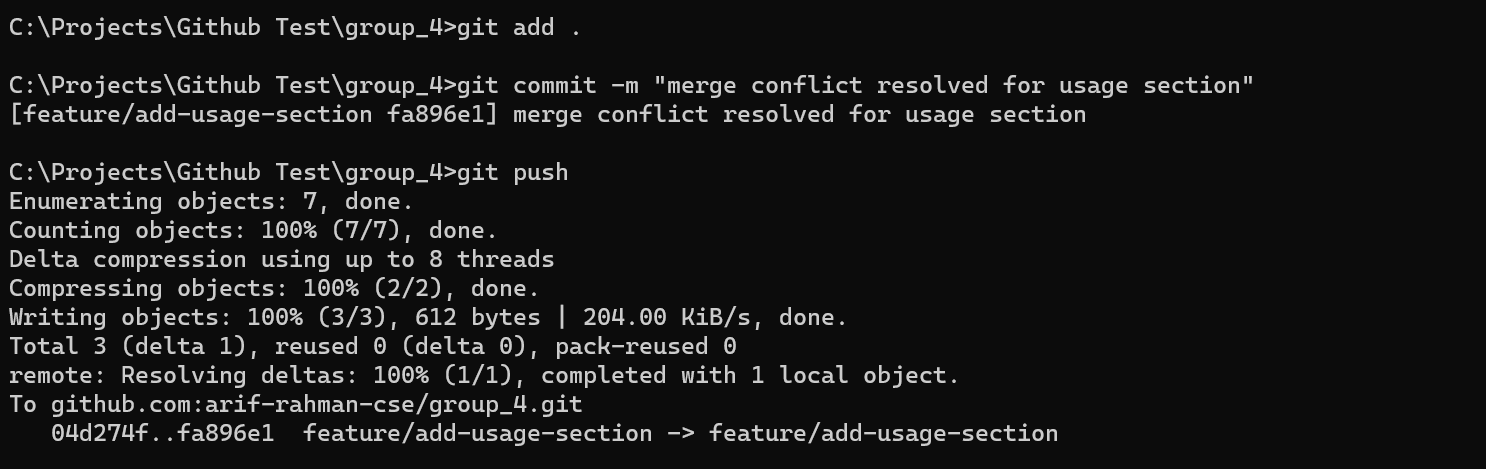 C:\Projects\Github Test\group_4>git add .
C:\Projects\Github Test\group_4>git commit -m "merge conflict resolved for usage section"
[feature/add-usage-section fa896e1] merge conflict resolved for usage section
C:\Projects\Github Test\group_4>git push
Enumerating objects: 7, done.
Counting objects: 100% (7/7), done.
Delta compression using up to 8 threads
Compressing objects: 100% (2/2), done.
Writing objects: 100% (3/3), 612 bytes | 204.00 KiB/s, done.
Total 3 (delta 1), reused 0 (delta 0), pack-reused 0
remote: Resolving deltas: 100% (1/1), completed with 1 local object.
To github.com:arif-rahman-cse/group_4.git
   04d274f..fa896e1  feature/add-usage-section -> feature/add-usage-section